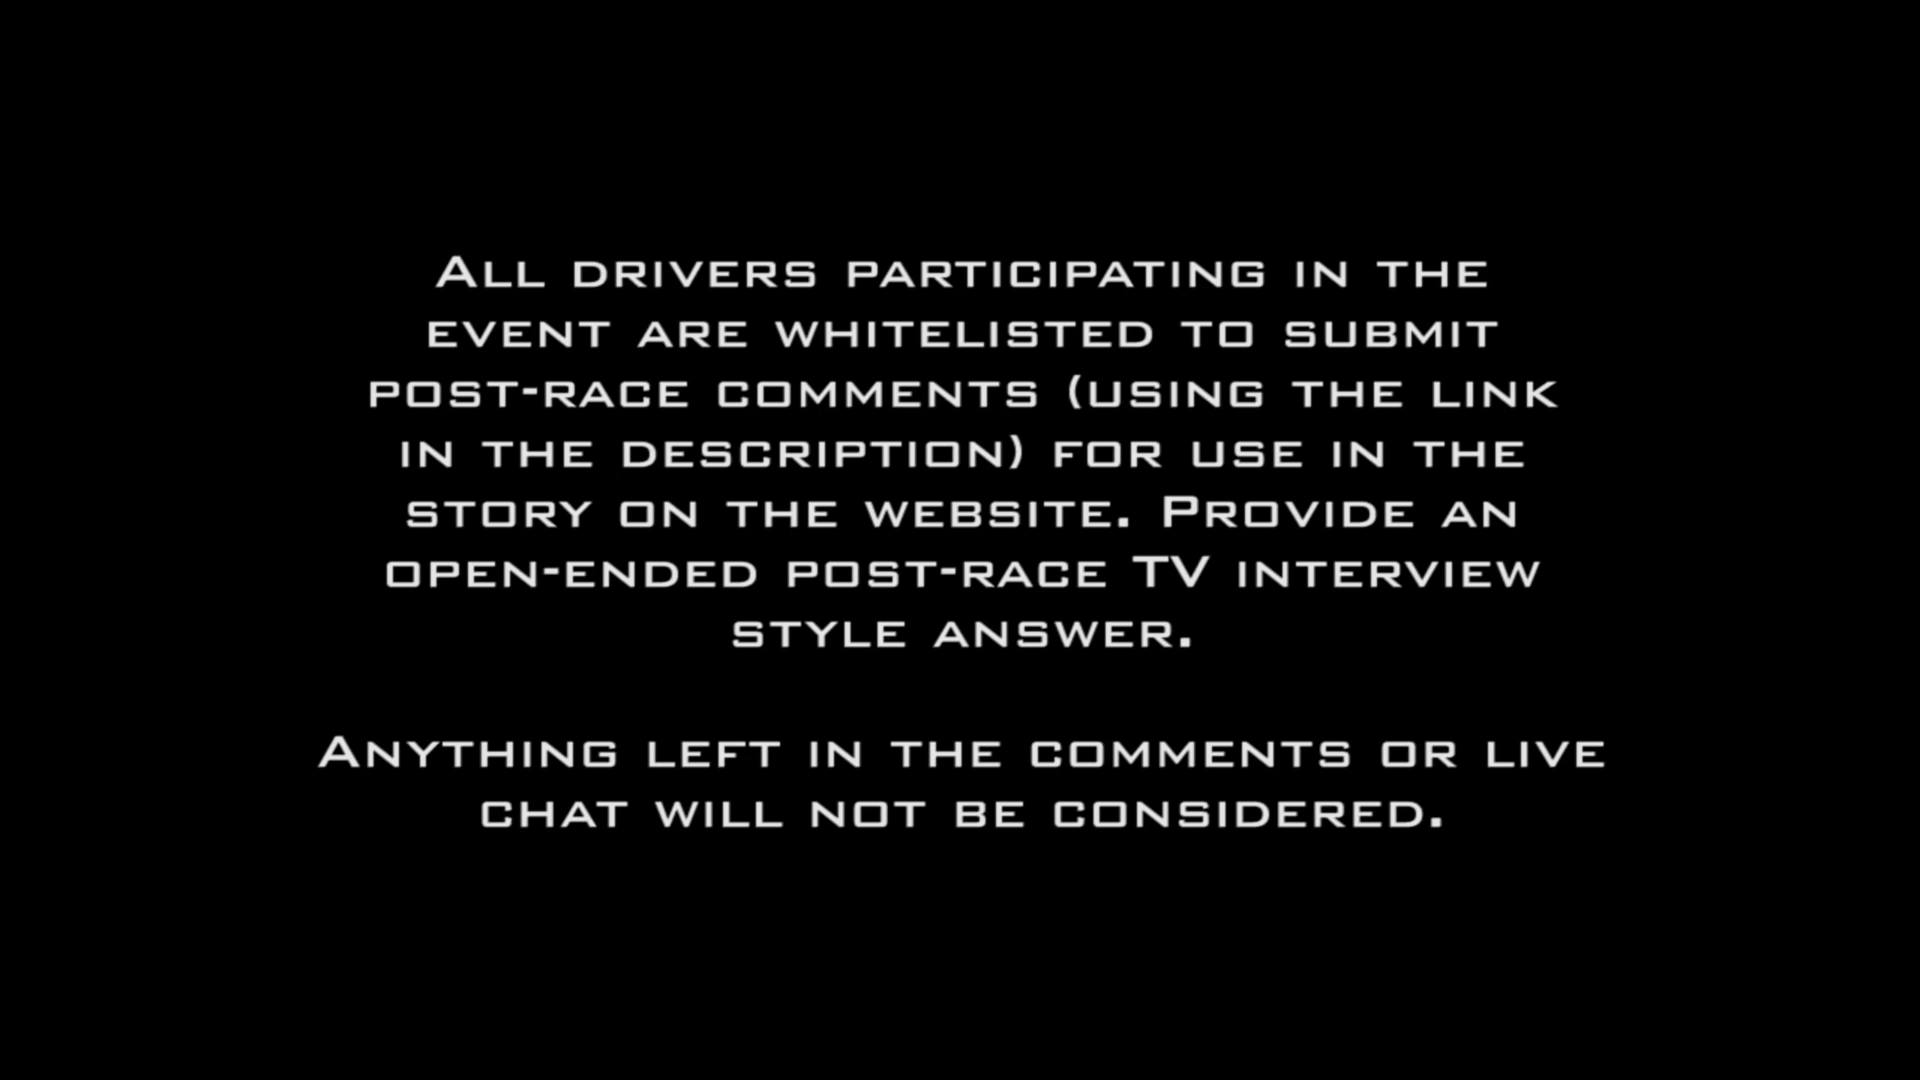 All drivers participating in the
event are whitelisted to submit
post-race comments (using the link
in the description) for use in the
story on the website. Provide an
open-ended post-race TV interview
style answer.
Anything left in the comments or live
chat will not be considered.